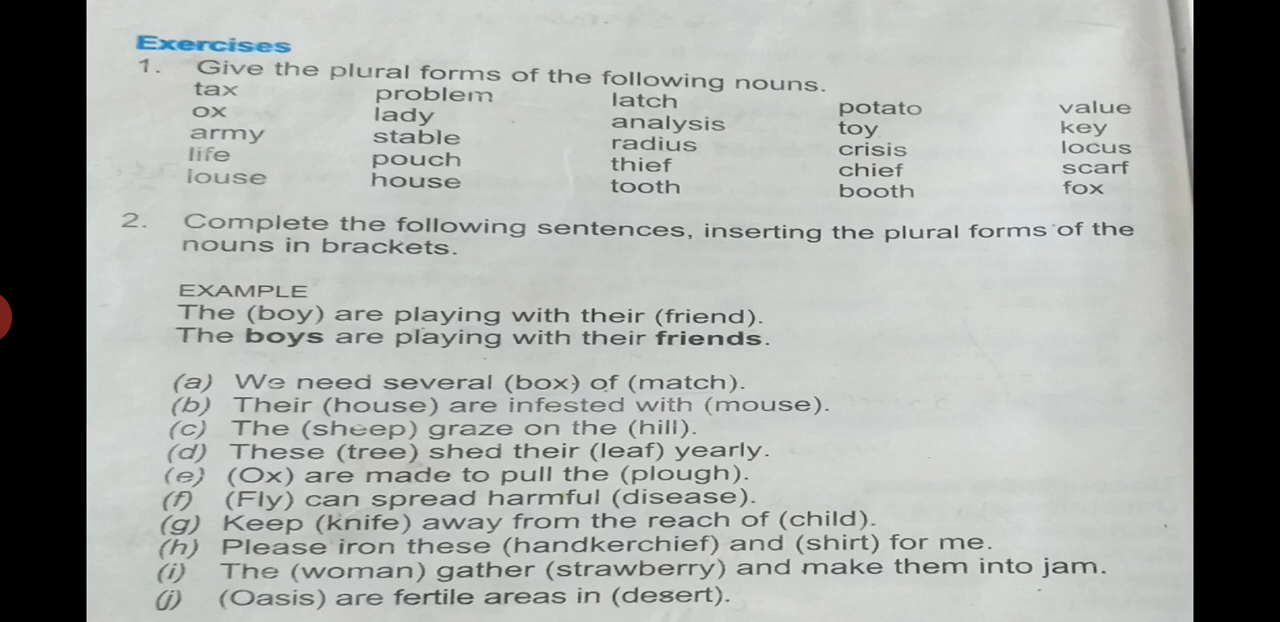 Exercises
1. Give the plural forms of the following nouns.
tax problem latch potato value
ox lady analysis toy key
army stable radius crisis locus
life pouch thief chief scarf
louse house tooth booth fox
2. Complete the following sentences, inserting the plural forms of the
nouns in brackets.
EXAMPLE
The (boy) are playing with their (friend).
The boys are playing with their friends.
(a) We need several (box) of (match).
(b) Their (house) are infested with (mouse).
(c) The (sheep) graze on the (hill).
(d) These (tree) shed their (leaf) yearly.
(e) (Ox) are made to pull the (plough).
(f) (Fly) can spread harmful (disease).
(g) Keep (knife) away from the reach of (child).
(h) Please iron these (handkerchief) and (shirt) for me.
(i) The (woman) gather (strawberry) and make them into jam.
(j) (Oasis) are fertile areas in (desert).